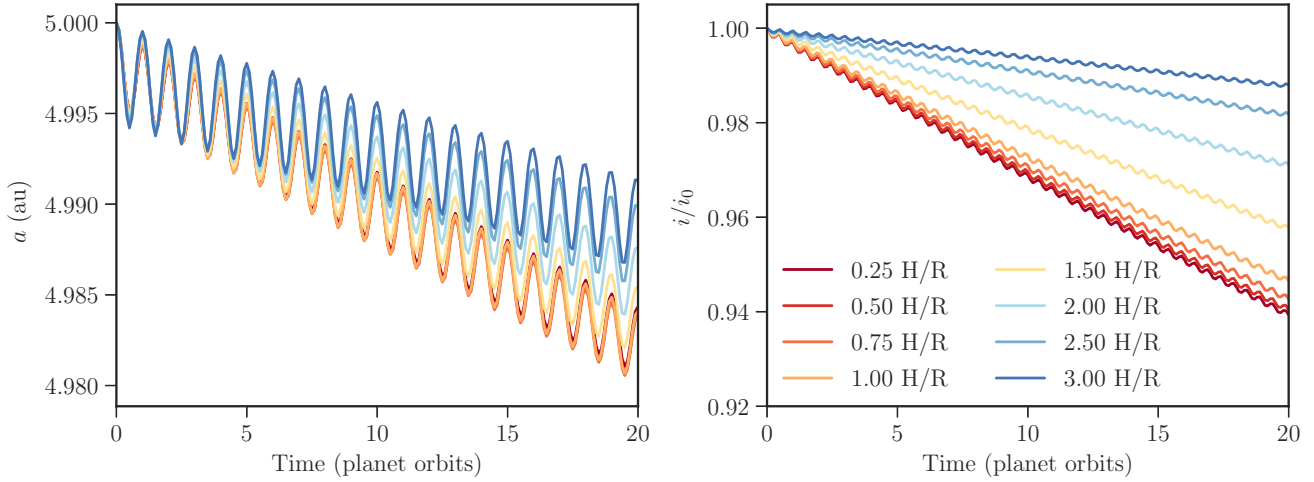 5.000
4.995
4.990
4.985
4.980
a (au)
0 5 10 15 20
Time (planet orbits)
1.00
0.98
0.96
0.94
0.92
i/i₀
0.25 H/R 1.50 H/R
0.50 H/R 2.00 H/R
0.75 H/R 2.50 H/R
1.00 H/R 3.00 H/R
0 5 10 15 20
Time (planet orbits)